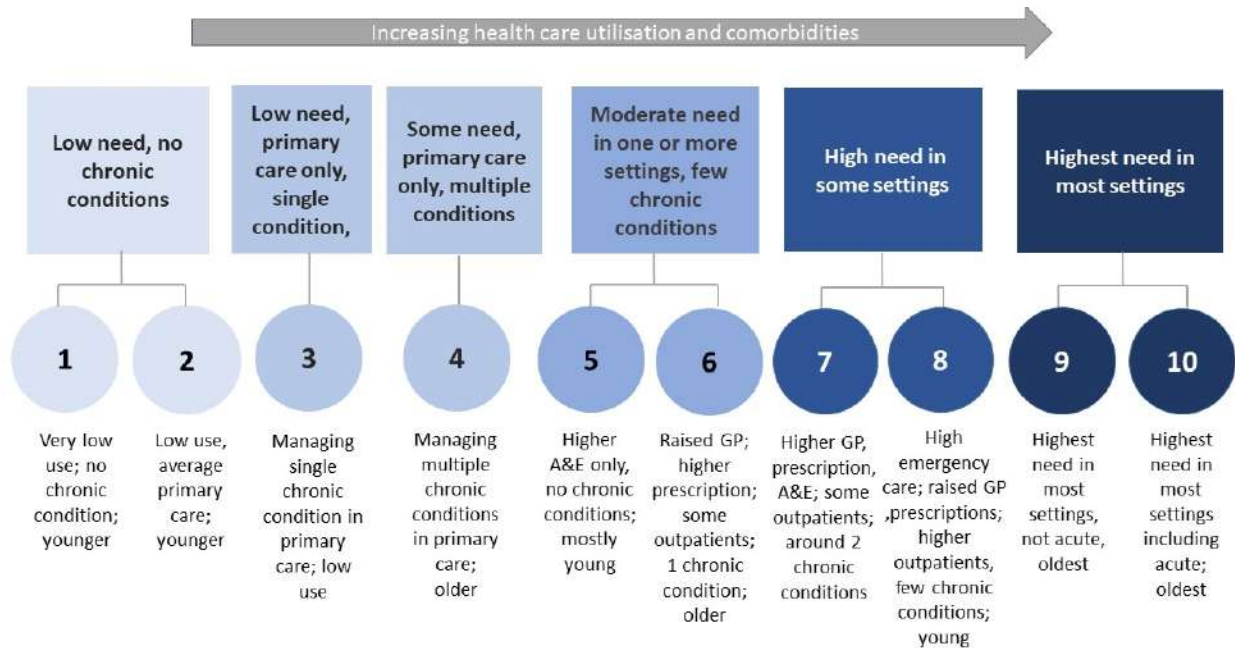 Increasing health care utilisation and comorbidities
Low need, no
chronic
conditions
Low need,
primary
care only,
single
condition,
Some need,
primary care
only, multiple
conditions
Moderate need
in one or more
settings, few
chronic
conditions
High need in
some settings
Highest need in
most settings
1
2
3
4
5
6
7
8
9
10
Very low
use; no
chronic
condition;
younger
Low use,
average
primary
care;
younger
Managing
single
chronic
condition in
primary
care; low
use
Managing
multiple
chronic
conditions
in primary
care;
older
Higher
A&E only,
no chronic
conditions;
mostly
young
Raised GP;
higher
prescription;
some
outpatients;
1 chronic
condition;
older
Higher GP,
prescription,
A&E; some
outpatients;
around 2
chronic
conditions
High
emergency
care; raised GP
,prescriptions;
higher
outpatients,
few chronic
conditions;
young
Highest
need in
most
settings,
not acute,
oldest
Highest
need in
most
settings
including
acute;
oldest